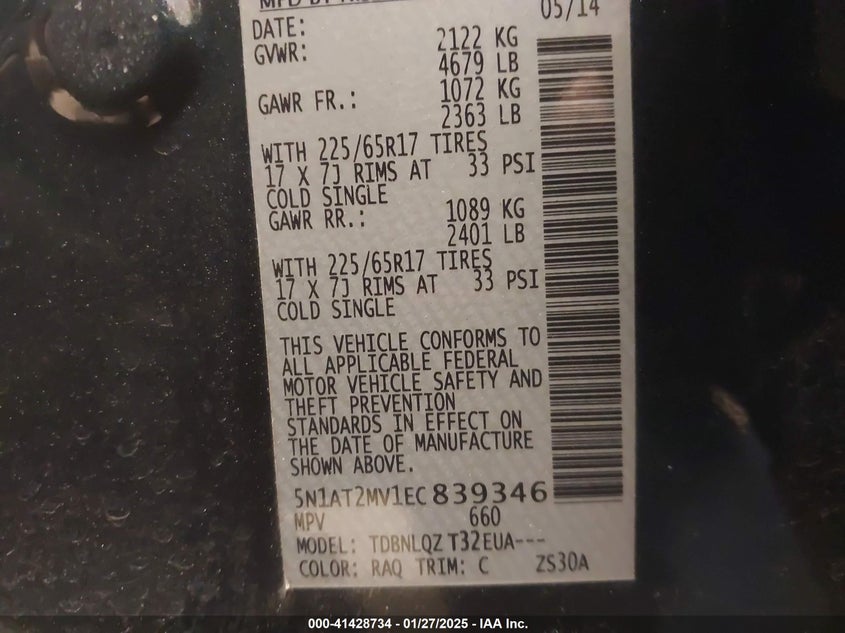 MFD BY
05/14
DATE:
GVWR: 2122 KG
4679 LB
GAWR FR.: 1072 KG
2363 LB
WITH 225/65R17 TIRES
17 X 7J RIMS AT 33 PSI
COLD SINGLE
GAWR RR.: 1089 KG
2401 LB
WITH 225/65R17 TIRES
17 X 7J RIMS AT 33 PSI
COLD SINGLE
THIS VEHICLE CONFORMS TO
ALL APPLICABLE FEDERAL
MOTOR VEHICLE SAFETY AND
THEFT PREVENTION
STANDARDS IN EFFECT ON
THE DATE OF MANUFACTURE
SHOWN ABOVE.
5N1AT2MV1EC839346
MPV 660
MODEL: TDBNLQZ T32EUA---
COLOR: RAQ TRIM: C ZS30A
000-41428734 - 01/27/2025 - IAA Inc.